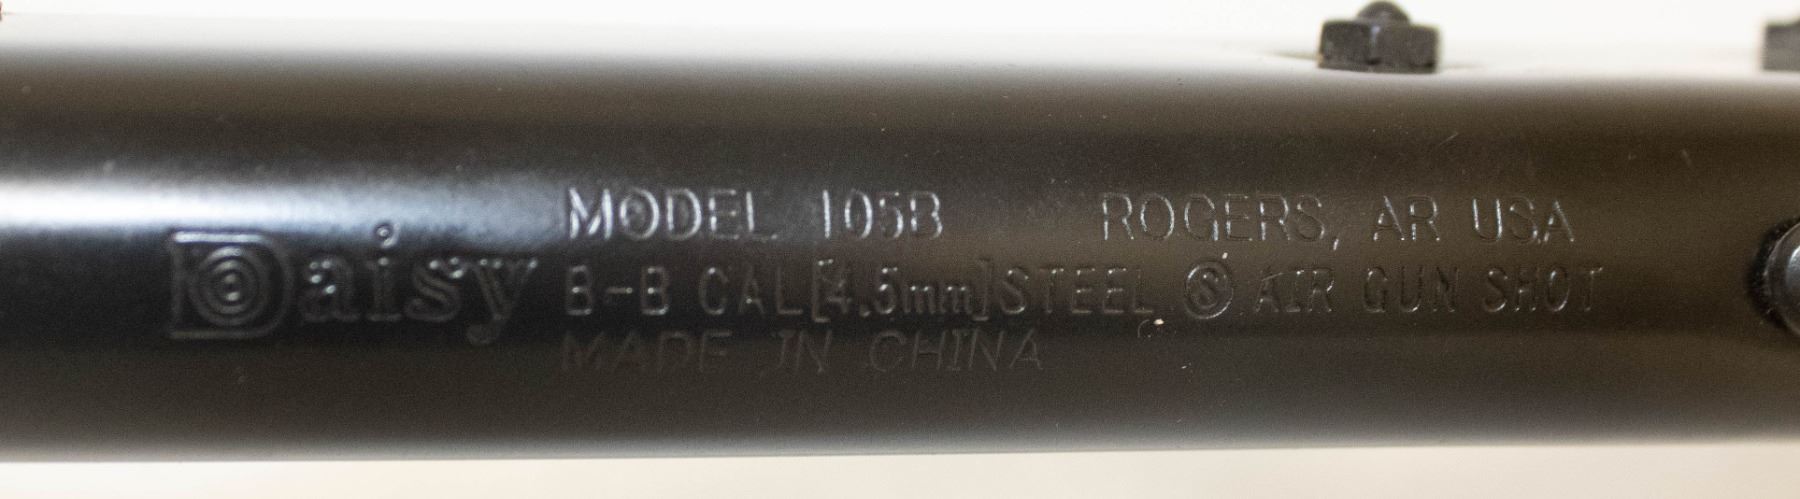 Daisy
MODEL 105B ROGERS, AR USA
B-B CAL[4.5mm]STEEL Ⓢ AIR GUN SHOT
MADE IN CHINA